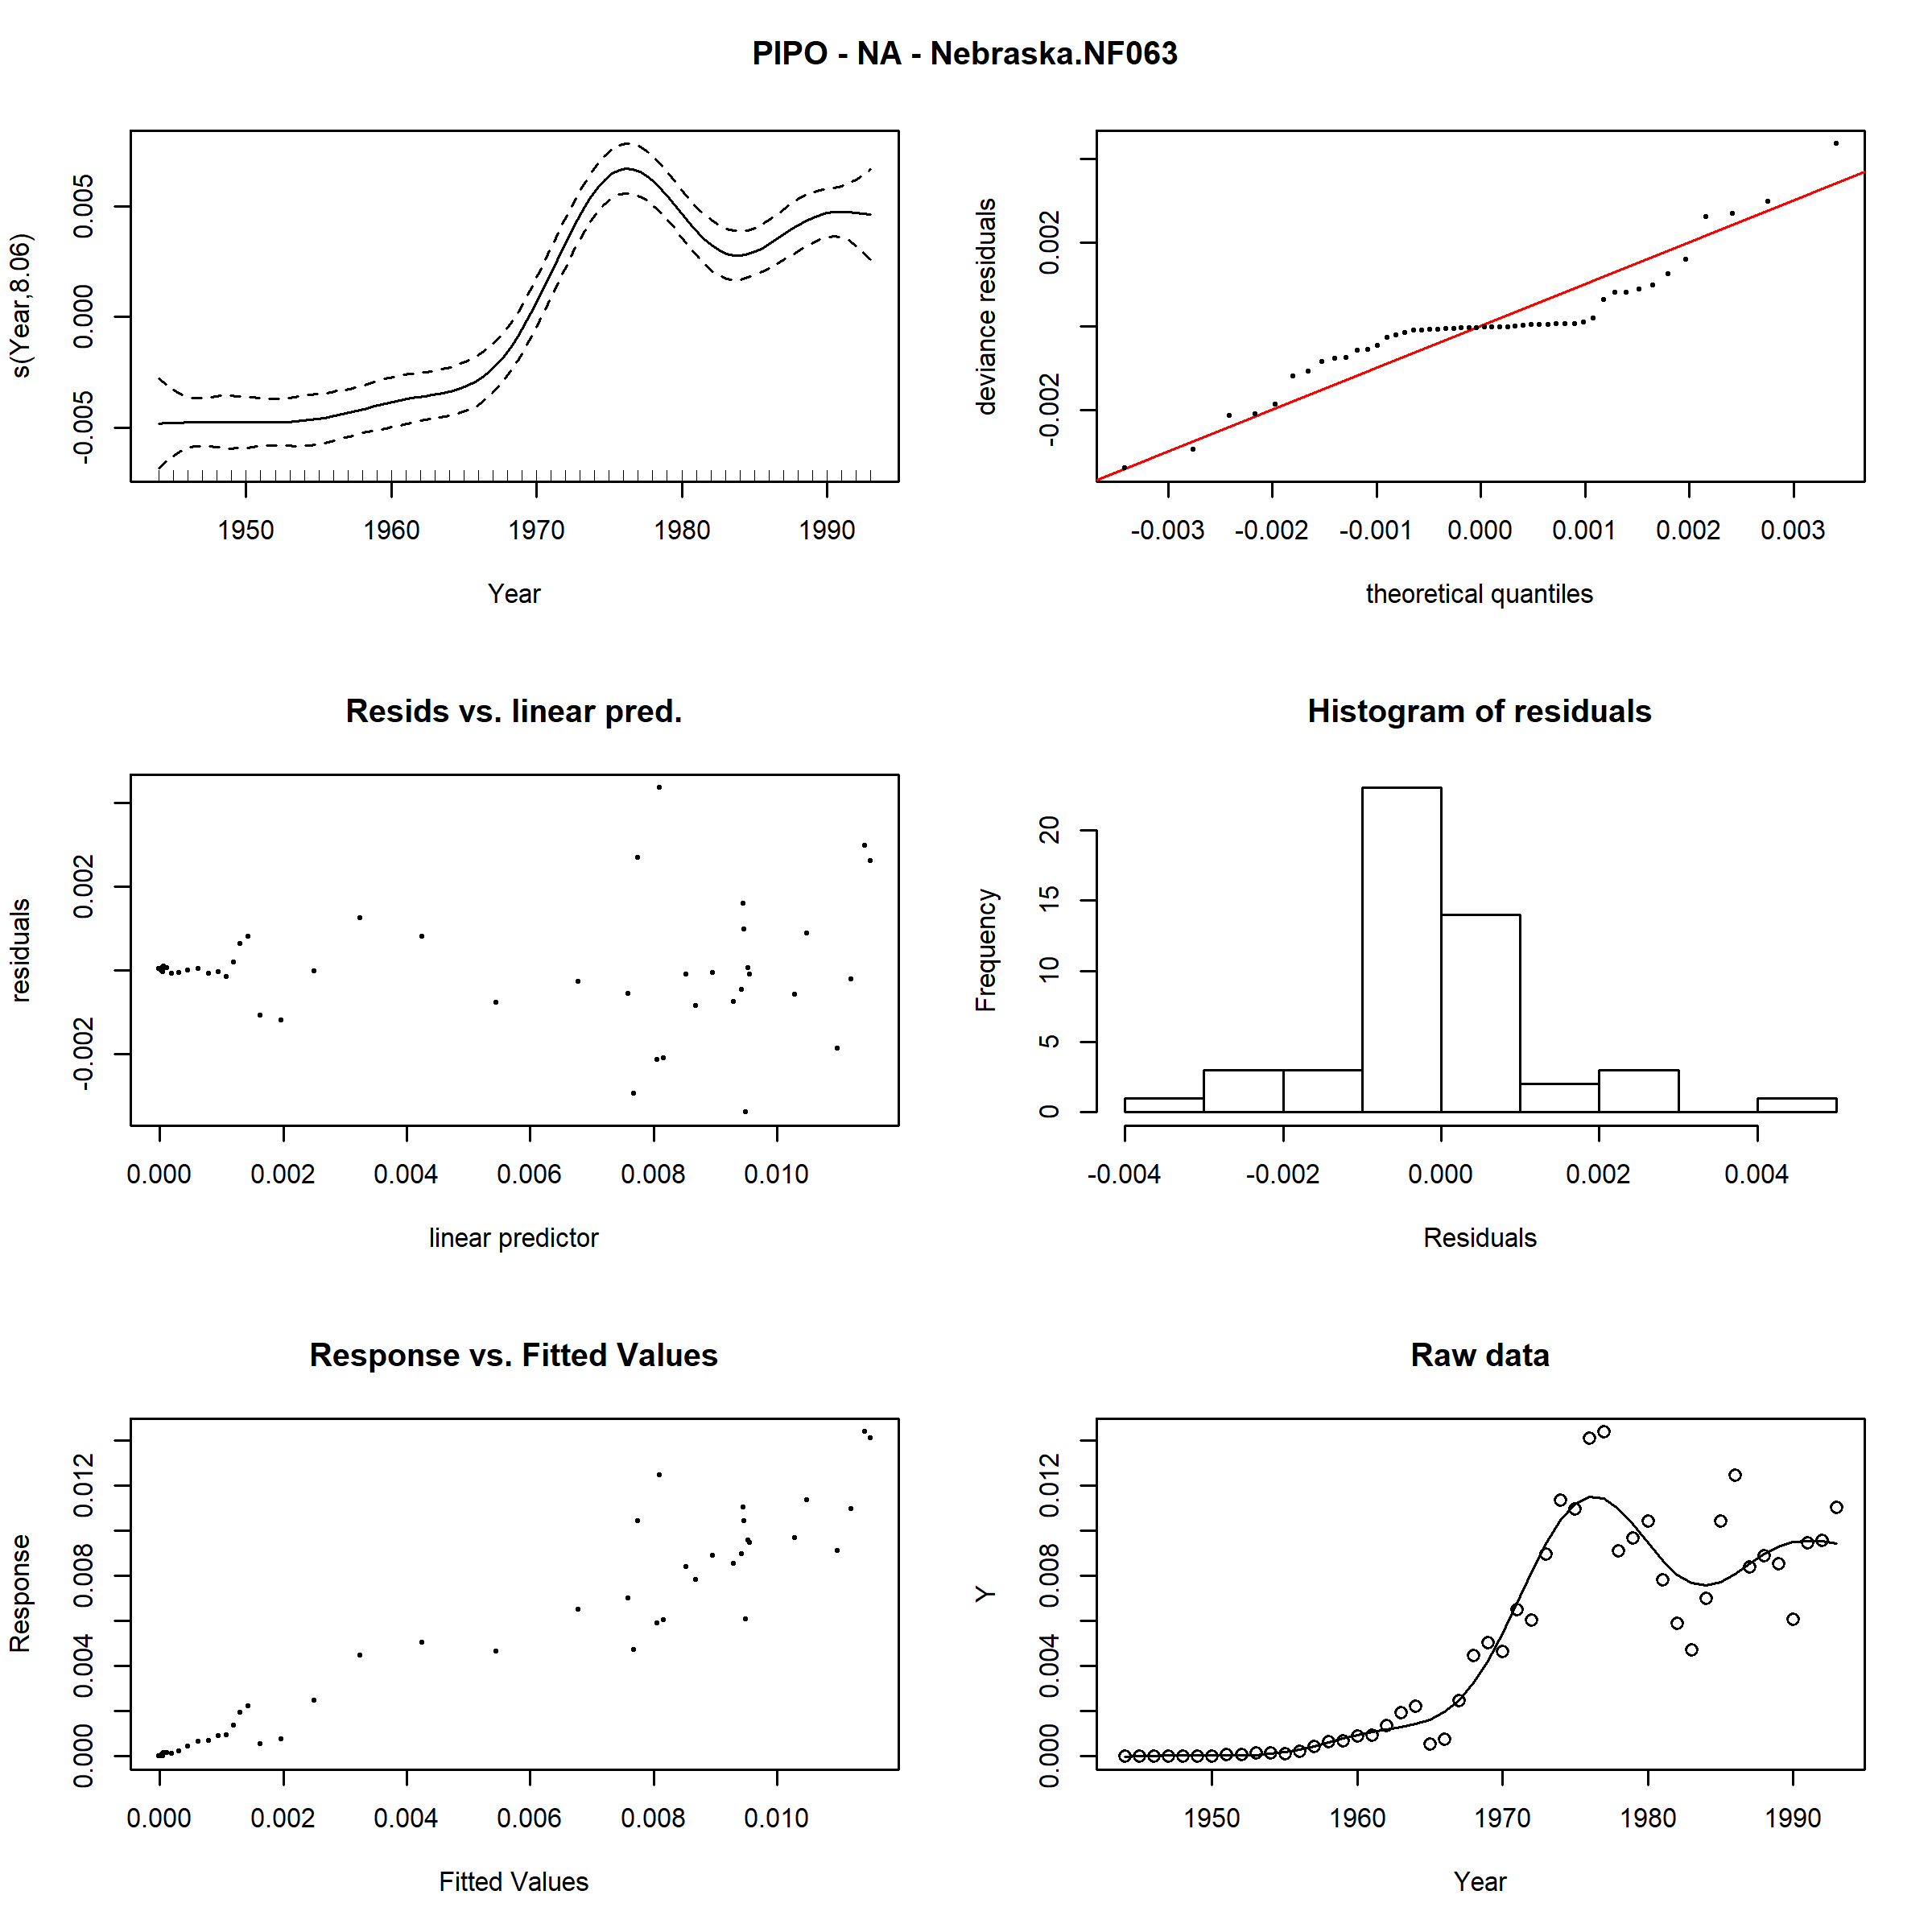 PIPO - NA - Nebraska.NF063
s(Year,8.06)
-0.005 0.000 0.005
1950 1960 1970 1980 1990
Year
deviance residuals
-0.002 0.002
-0.003 -0.002 -0.001 0.000 0.001 0.002 0.003
theoretical quantiles
Resids vs. linear pred.
residuals
-0.002 0.002
0.000 0.002 0.004 0.006 0.008 0.010
linear predictor
Histogram of residuals
Frequency
0 5 10 15 20
-0.004 -0.002 0.000 0.002 0.004
Residuals
Response vs. Fitted Values
Response
0.000 0.004 0.008 0.012
0.000 0.002 0.004 0.006 0.008 0.010
Fitted Values
Raw data
Y
0.000 0.004 0.008 0.012
1950 1960 1970 1980 1990
Year